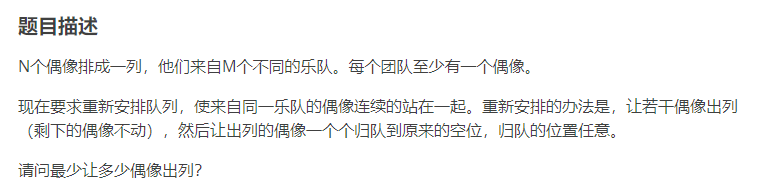 题目描述
N个偶像排成一列，他们来自M个不同的乐队。每个团队至少有一个偶像。
现在要求重新安排队列，使来自同一乐队的偶像连续的站在一起。重新安排的办法是，让若干偶像出列
（剩下的偶像不动），然后让出列的偶像一个个归队到原来的空位，归队的位置任意。
请问最少让多少偶像出列?